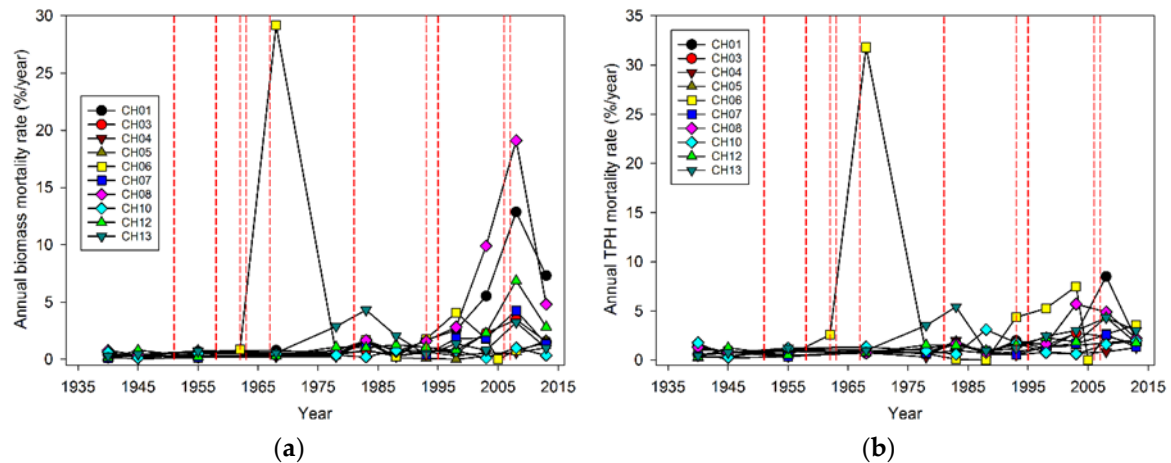 Annual biomass mortality rate (%/year)
30
25
20
15
10
5
0
CH01
CH03
CH04
CH05
CH06
CH07
CH08
CH10
CH12
CH13
1935 1945 1955 1965 1975 1985 1995 2005 2015
Year
(a)
Annual TPH mortality rate (%/year)
35
30
25
20
15
10
5
0
CH01
CH03
CH04
CH05
CH06
CH07
CH08
CH10
CH12
CH13
1935 1945 1955 1965 1975 1985 1995 2005 2015
Year
(b)